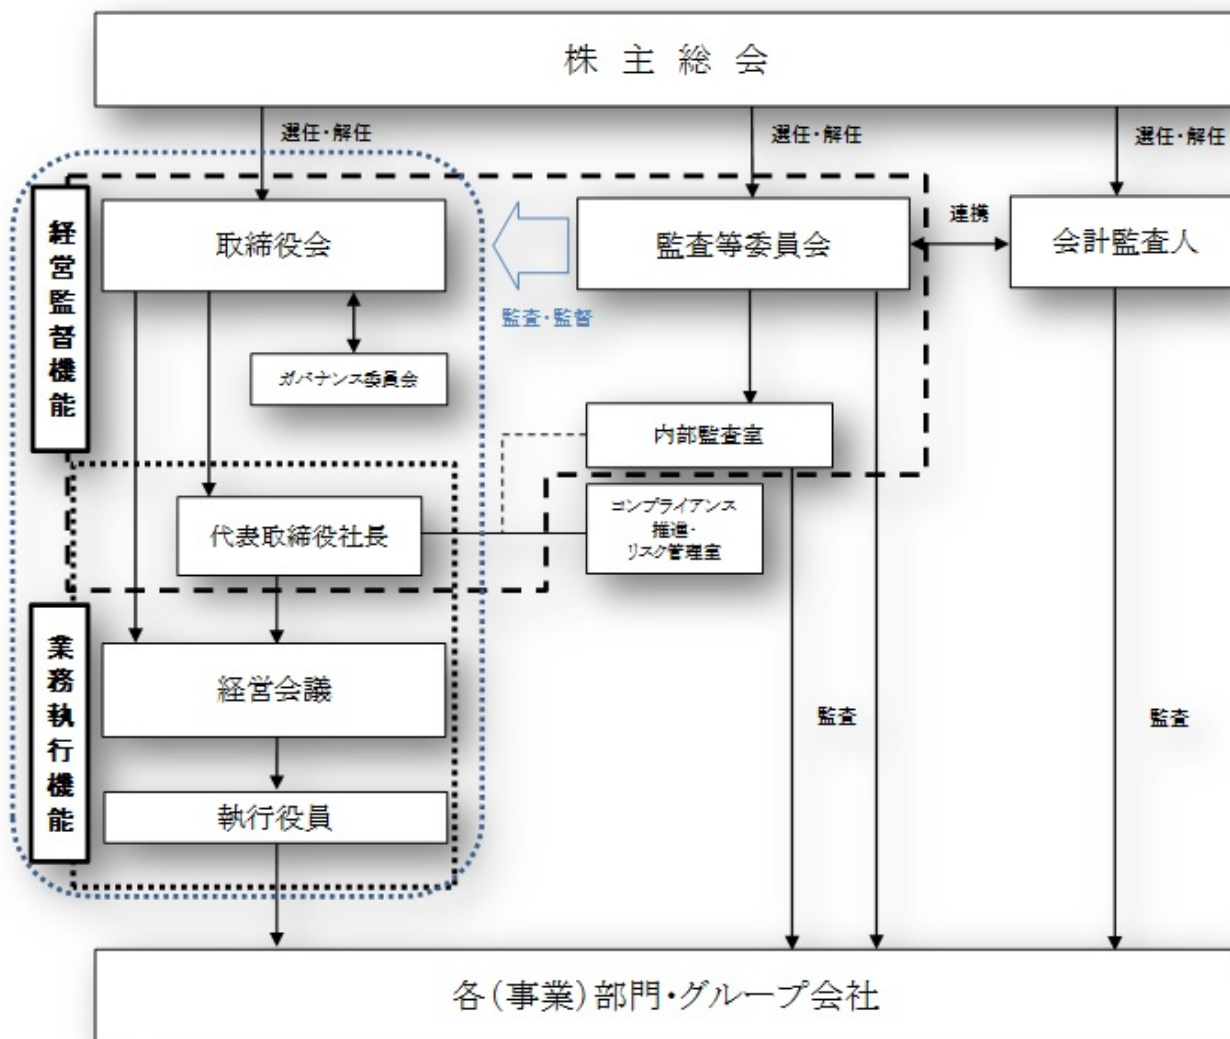 株主総会
選任・解任
選任・解任
選任・解任
経営監督機能
取締役会
監査等委員会
連携
会計監査人
監査・監督
ガバナンス委員会
内部監査室
代表取締役社長
コンプライアンス
推進・
リスク管理室
業務執行機能
経営会議
監査
監査
執行役員
各(事業)部門・グループ会社